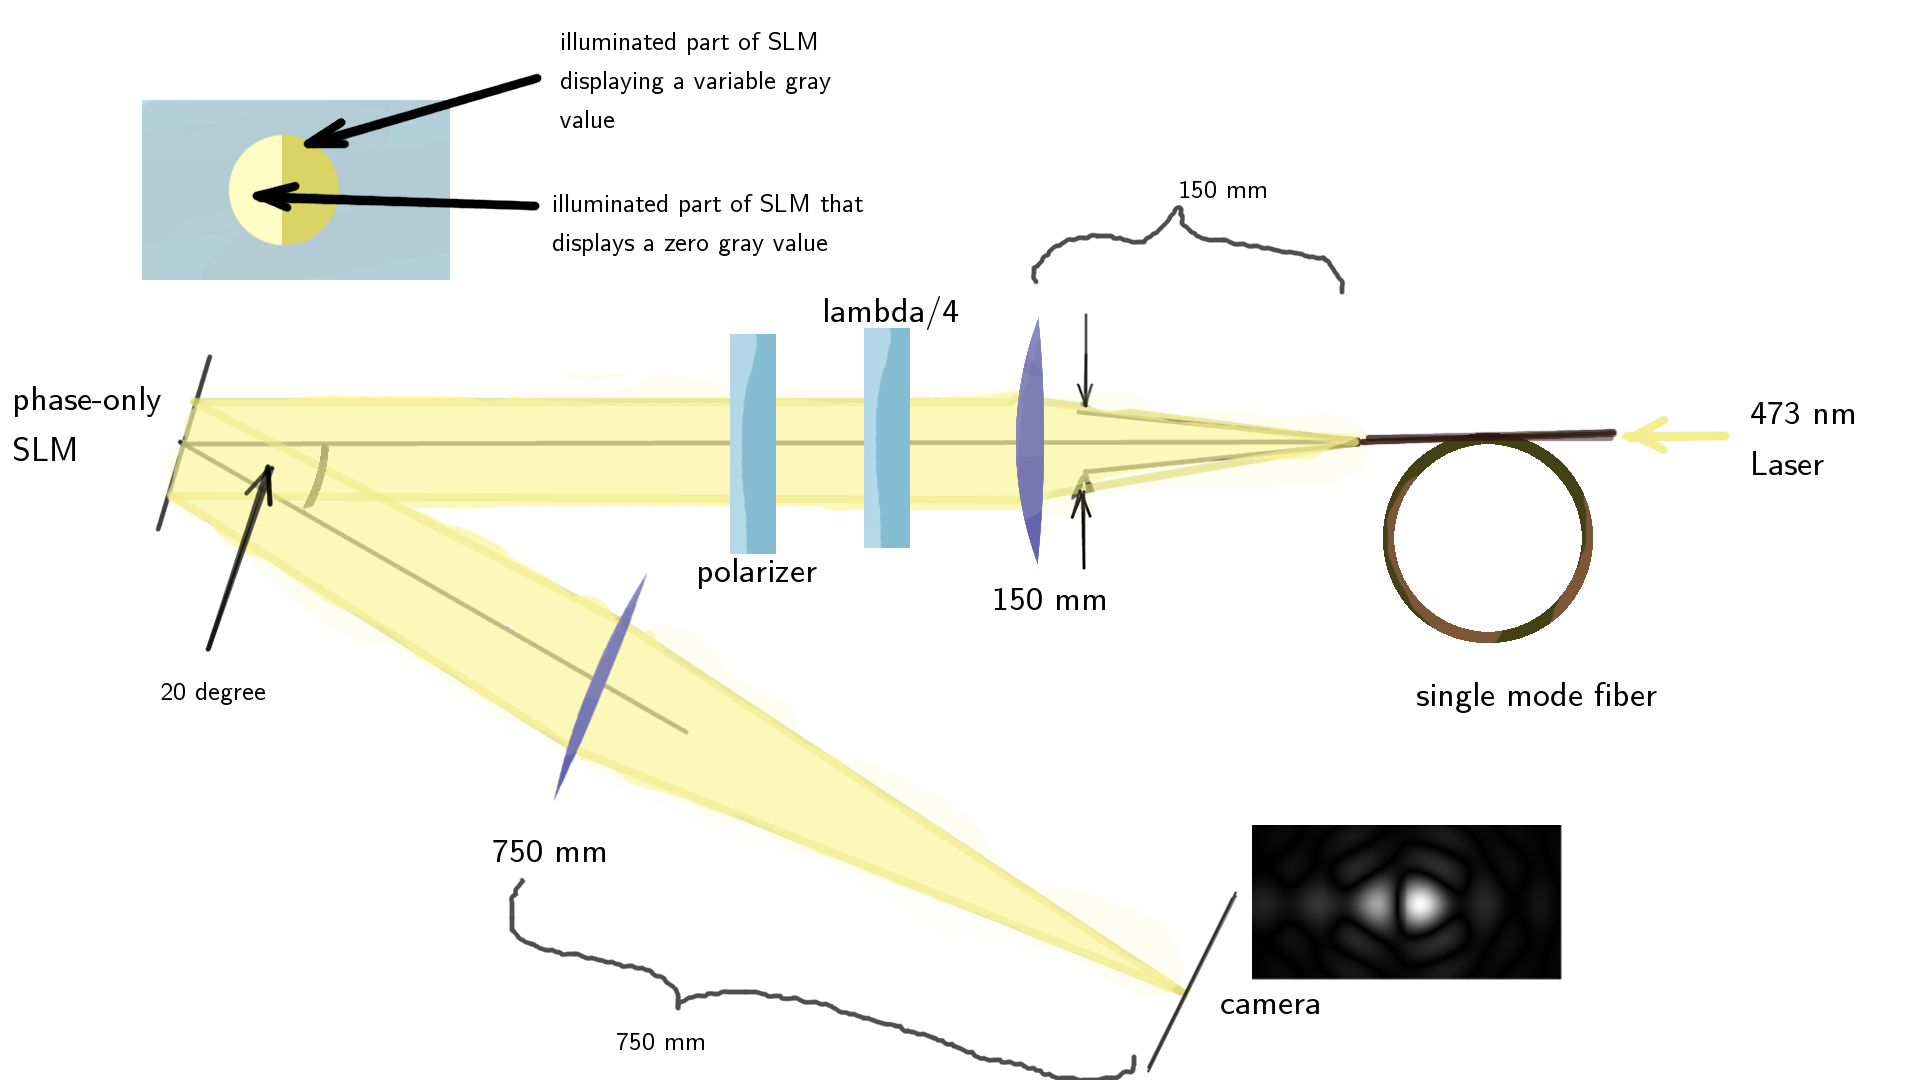 illuminated part of SLM
displaying a variable gray
value
illuminated part of SLM that
displays a zero gray value
150 mm
lambda/4
phase-only
SLM
473 nm
Laser
polarizer
150 mm
20 degree
single mode fiber
750 mm
camera
750 mm